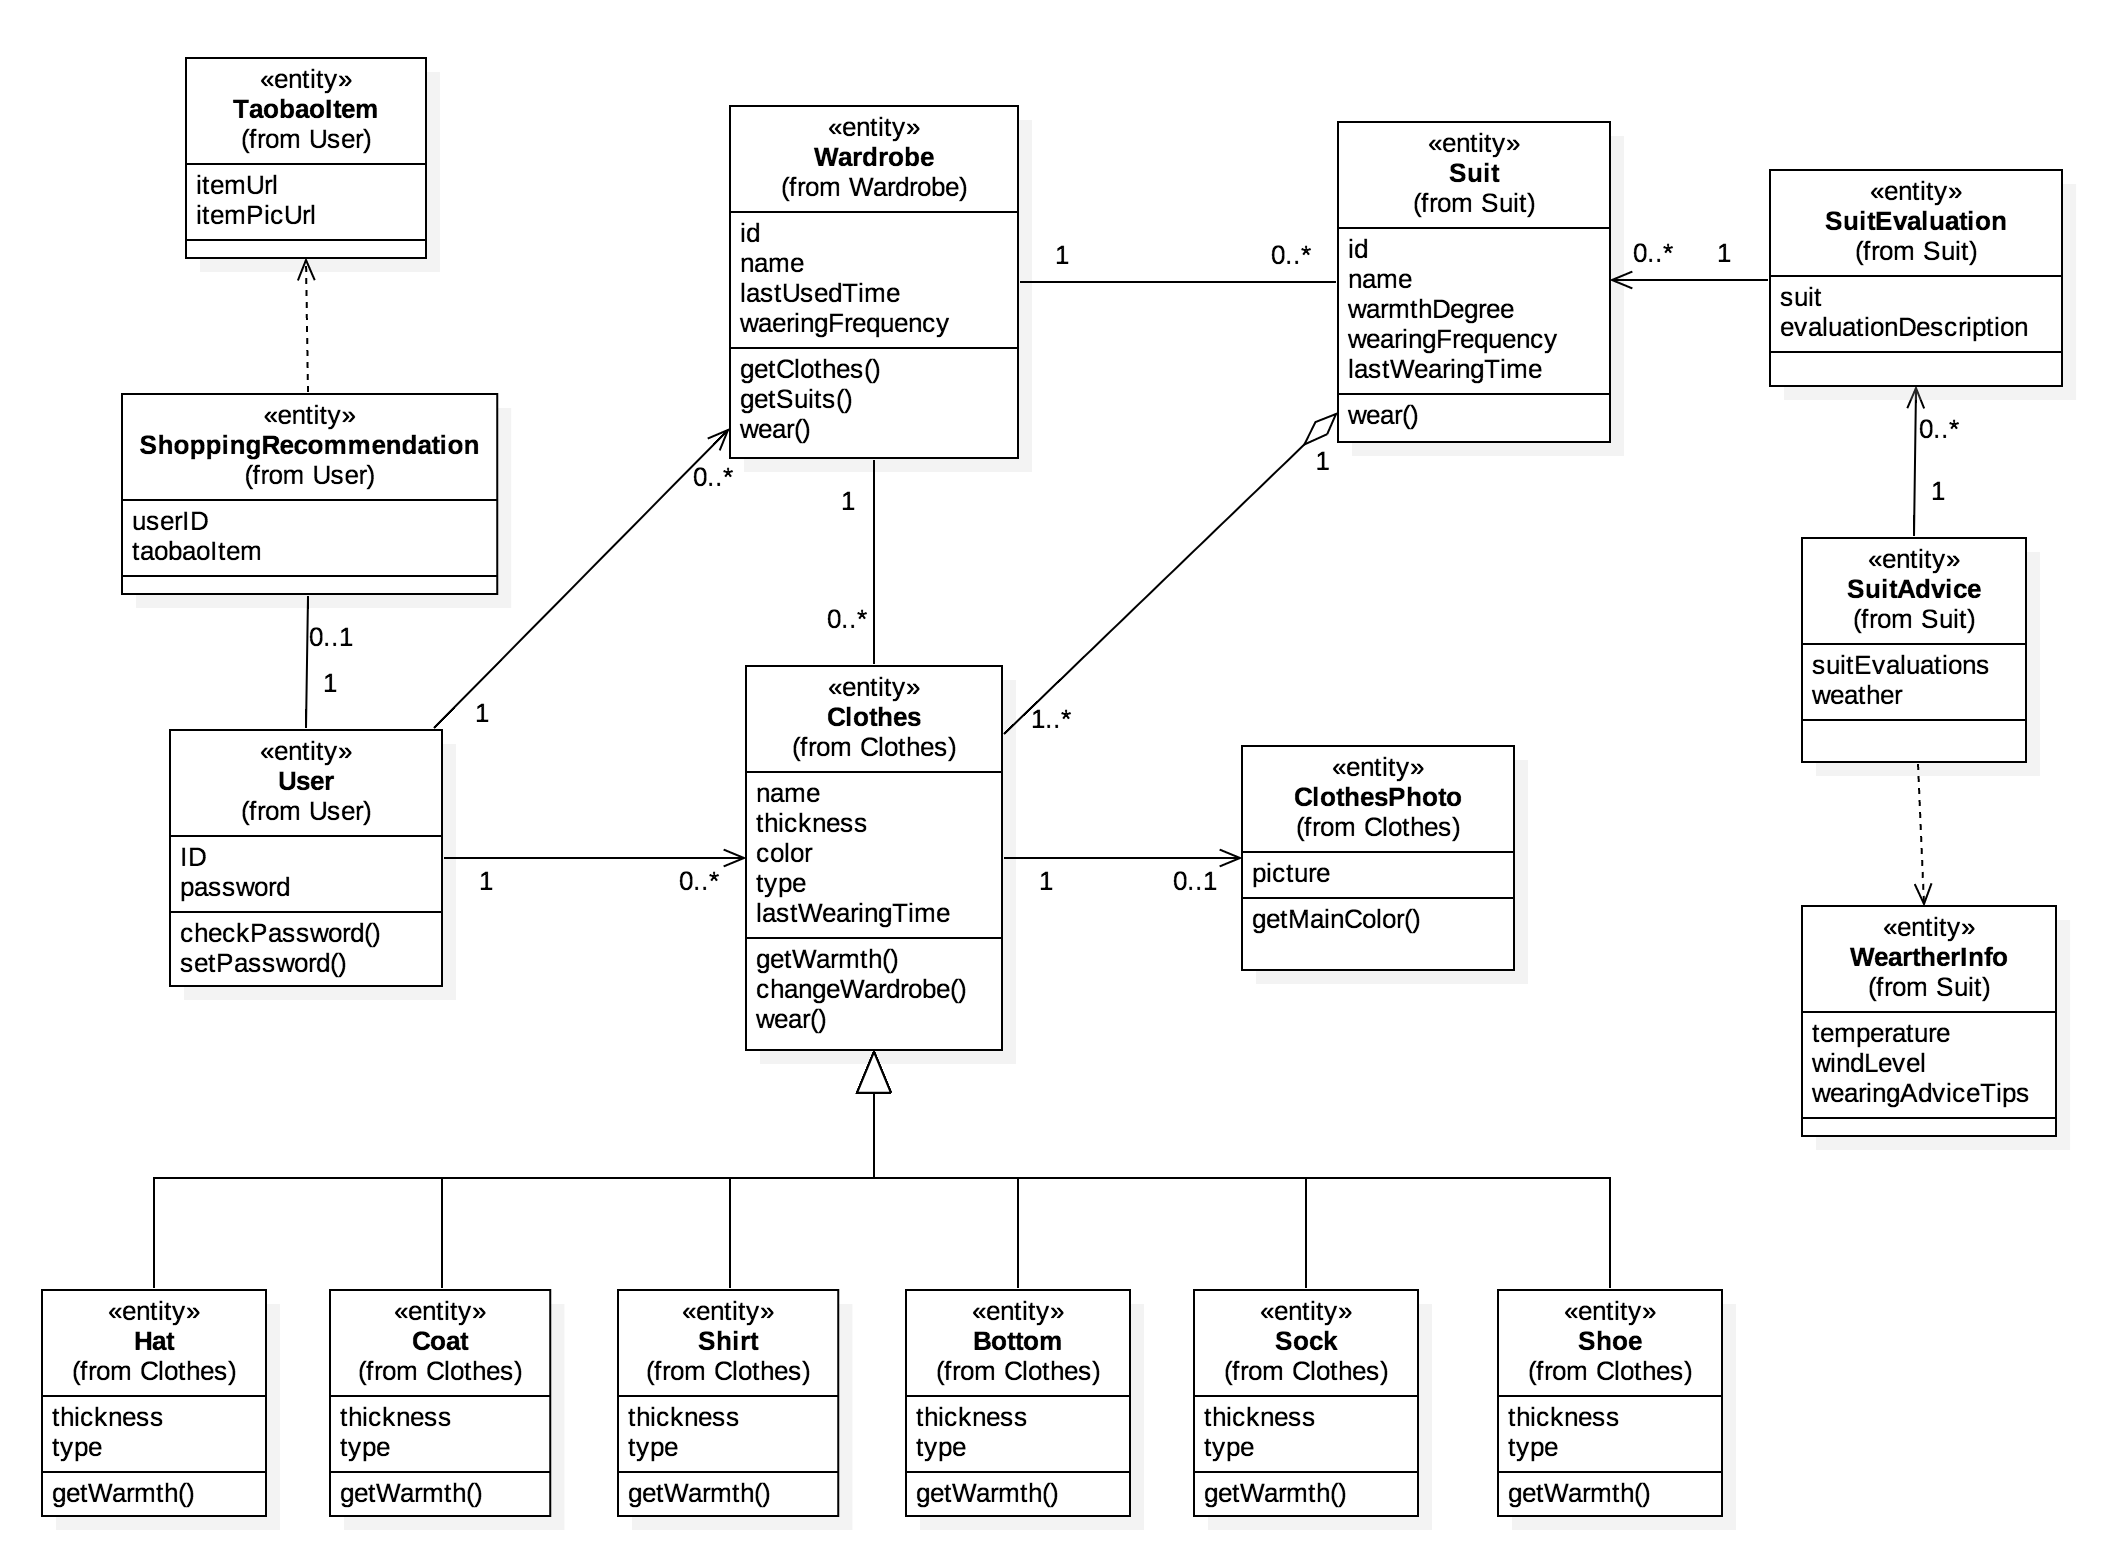 «entity»
TaobaoItem
(from User)
itemUrl
itemPicUrl
«entity»
Wardrobe
(from Wardrobe)
id
name
lastUsedTime
waeringFrequency
getClothes()
getSuits()
wear()
«entity»
Suit
(from Suit)
id
name
warmthDegree
wearingFrequency
lastWearingTime
wear()
«entity»
SuitEvaluation
(from Suit)
suit
evaluationDescription
1
0..*
0..*
1
«entity»
ShoppingRecommendation
(from User)
userID
taobaoItem
0..*
1
0..*
1
1
0..*
1
0..1
1
1
0..*
1..*
«entity»
SuitAdvice
(from Suit)
suitEvaluations
weather
«entity»
User
(from User)
ID
password
checkPassword()
setPassword()
1
0..*
«entity»
Clothes
(from Clothes)
name
thickness
color
type
lastWearingTime
getWarmth()
changeWardrobe()
wear()
1
0..1
«entity»
ClothesPhoto
(from Clothes)
picture
getMainColor()
«entity»
WeartherInfo
(from Suit)
temperature
windLevel
wearingAdviceTips
«entity»
Hat
(from Clothes)
thickness
type
getWarmth()
«entity»
Coat
(from Clothes)
thickness
type
getWarmth()
«entity»
Shirt
(from Clothes)
thickness
type
getWarmth()
«entity»
Bottom
(from Clothes)
thickness
type
getWarmth()
«entity»
Sock
(from Clothes)
thickness
type
getWarmth()
«entity»
Shoe
(from Clothes)
thickness
type
getWarmth()